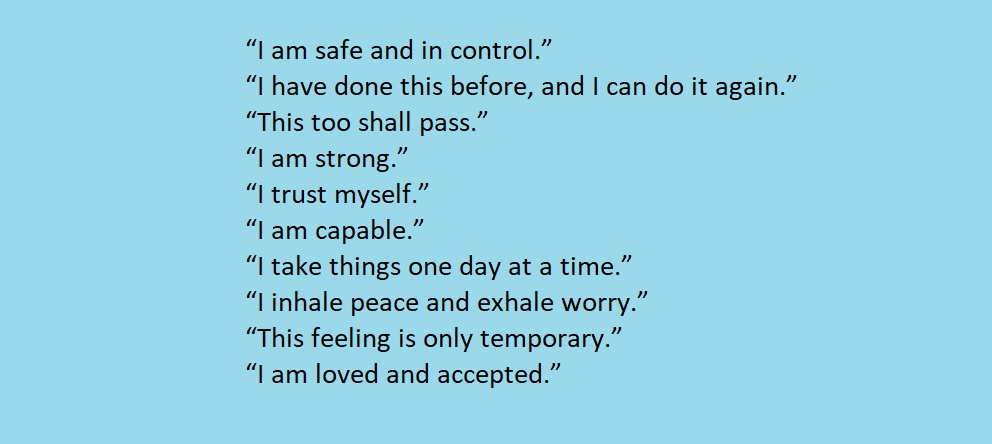 “I am safe and in control.”
“I have done this before, and I can do it again.”
“This too shall pass.”
“I am strong.”
“I trust myself.”
“I am capable.”
“I take things one day at a time.”
“I inhale peace and exhale worry.”
“This feeling is only temporary.”
“I am loved and accepted.”